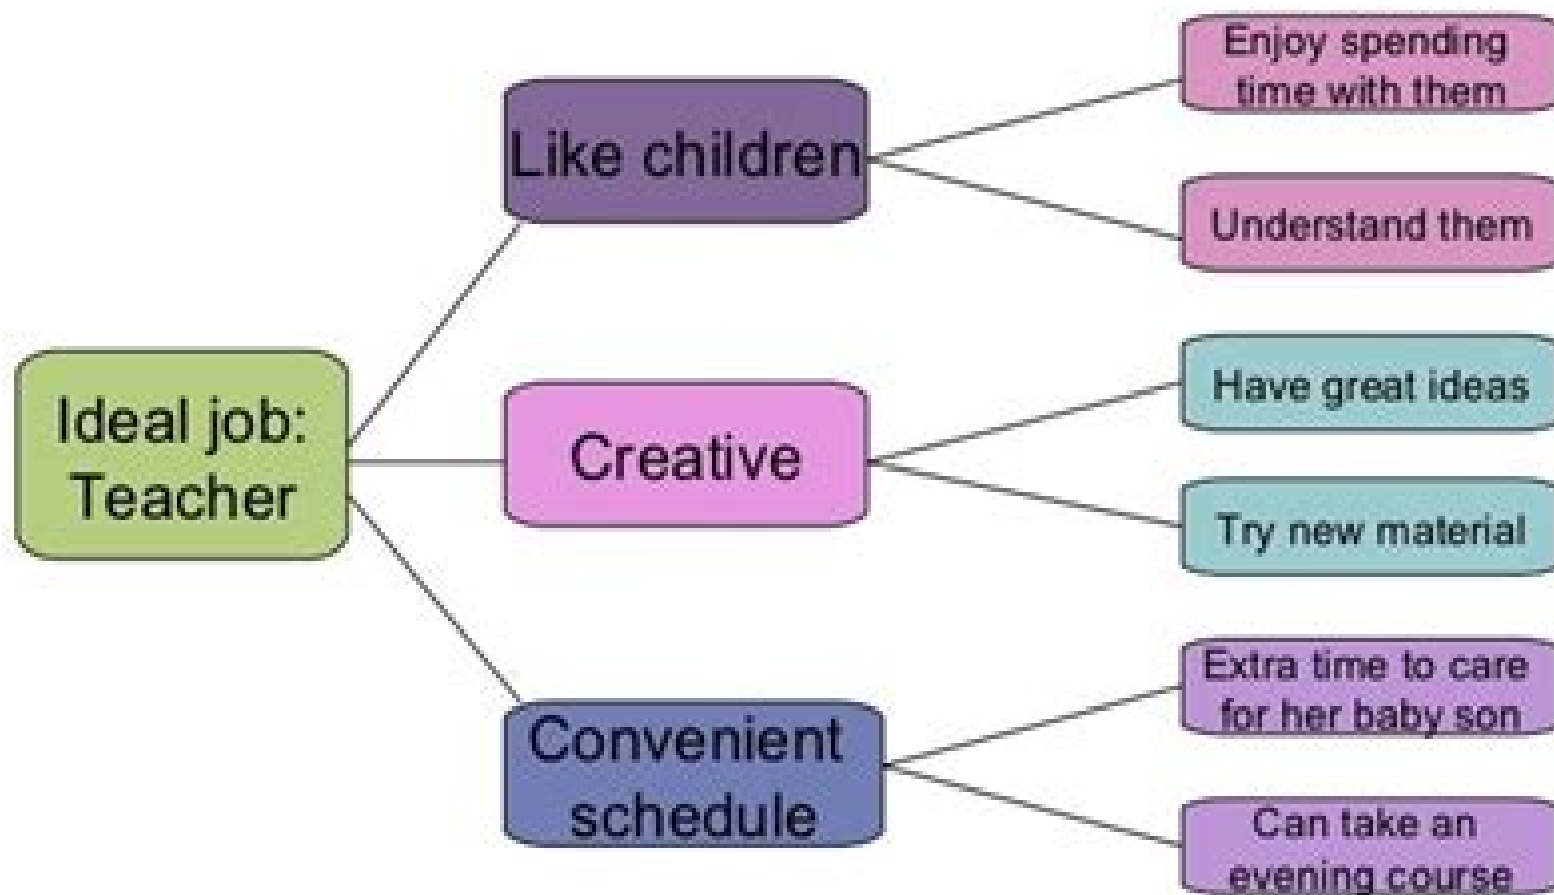 Ideal job:
Teacher
Like children
Enjoy spending
time with them
Understand them
Creative
Have great ideas
Try new material
Convenient
schedule
Extra time to care
for her baby son
Can take an
evening course